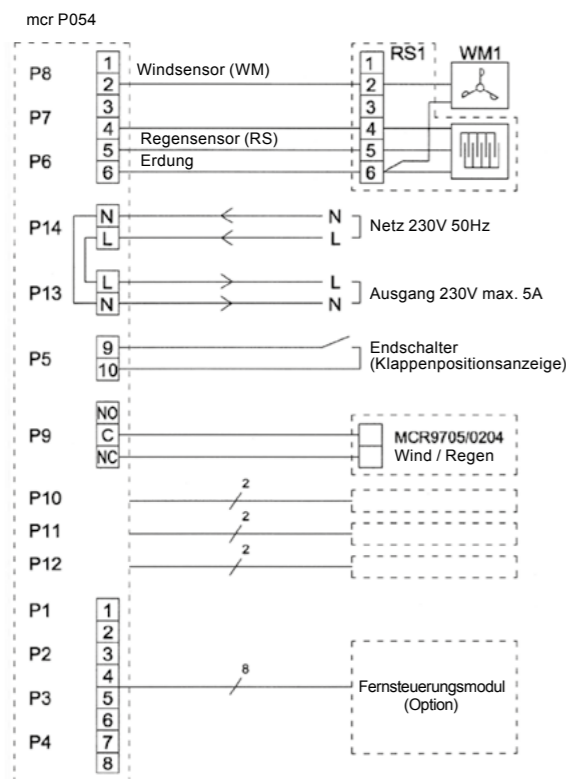 mcr P054
RS1 WM1
P8 1 Windsensor (WM) 1
2 2
P7 3 3
4 4
Regensensor (RS)
P6 5 5
Erdung
6 6
P14 N N Netz 230V 50Hz
L L
P13 L L Ausgang 230V max. 5A
N N
P5 9 Endschalter
10 (Klappenpositionsanzeige)
NO
P9 C MCR9705/0204
NC Wind / Regen
P10 2
P11 2
P12 2
P1 1
2
P2 3
4 8
P3 5 Fernsteuerungsmodul
6 (Option)
P4 7
8